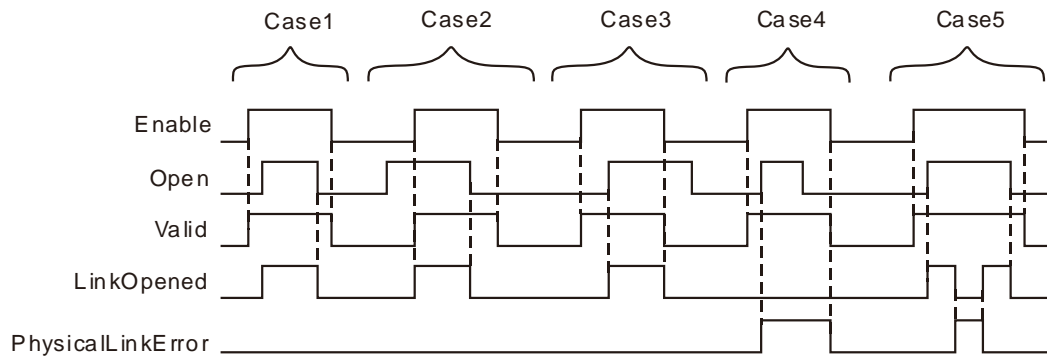 Case1 Case2 Case3 Case4 Case5
Enable
Open
Valid
LinkOpened
PhysicalLinkError